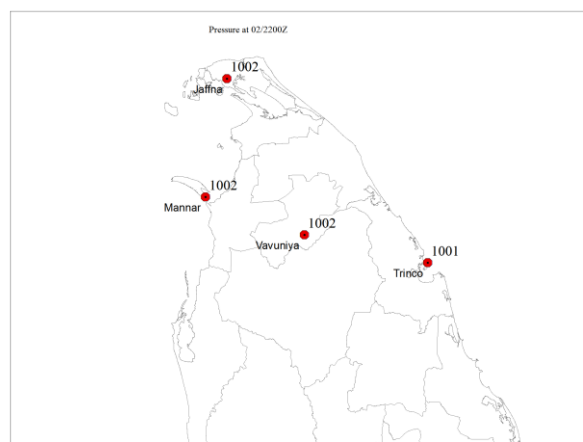 Pressure at 02/2200Z
1002
Jaffna
1002
Mannar
1002
Vavuniya
1001
Trinco